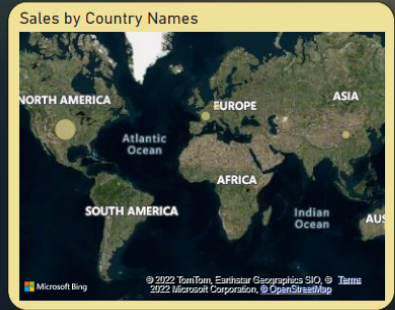 Sales by Country Names
NORTH AMERICA
EUROPE
ASIA
Atlantic
Ocean
AFRICA
SOUTH AMERICA
Indian
Ocean
AUS
Microsoft Bing
© 2022 TomTom, Earthstar Geographics SIO, © Terms
2022 Microsoft Corporation, © OpenStreetMap